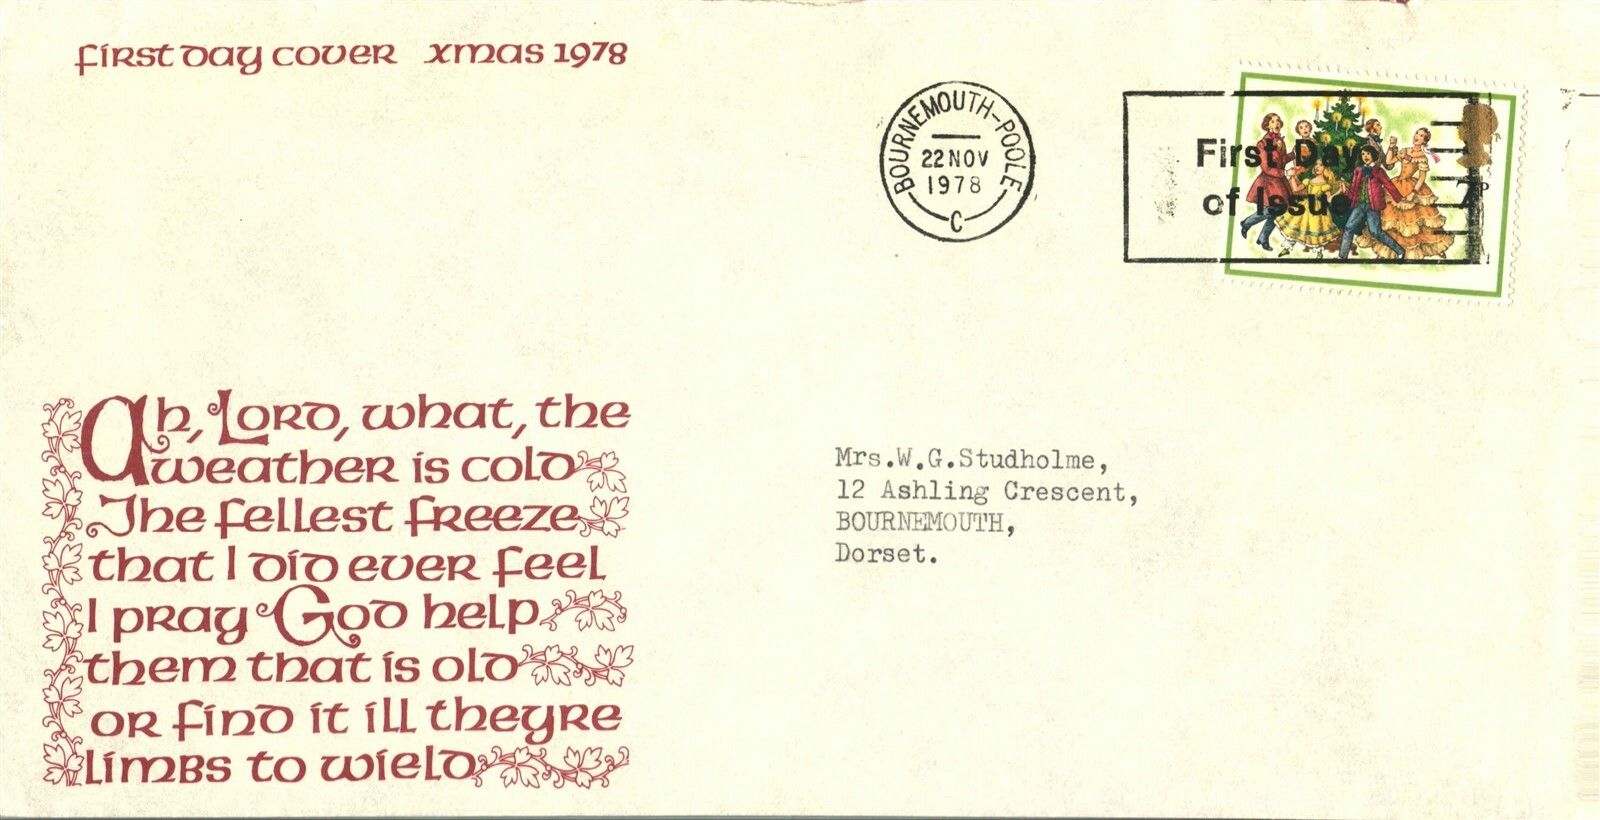 First Day Cover Xmas 1978
BOURNEMOUTH-POOLE
22 NOV
1978
C
First Day
of Issue
7P
Ah, Lord, what, the
weather is cold
The fellest freeze
that I did ever feel
I pray God help
them that is old
or find it ill theyre
limbs to wield
Mrs.W.G.Studholme,
12 Ashling Crescent,
BOURNEMOUTH,
Dorset.